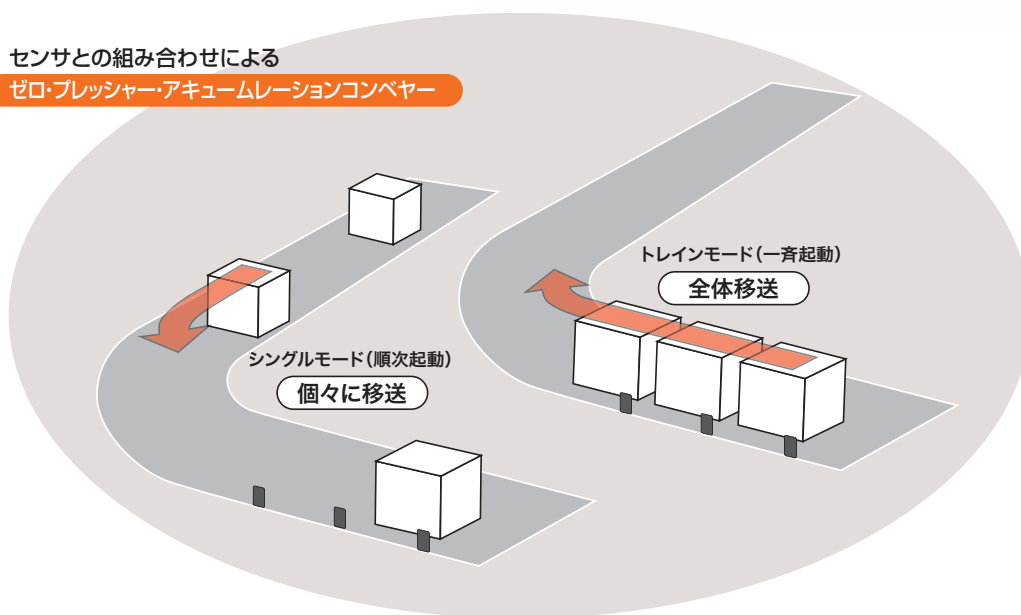 センサとの組み合わせによる
ゼロ・プレッシャー・アキュームレーションコンベヤー
トレインモード(一斉起動)
全体移送
シングルモード(順次起動)
個々に移送